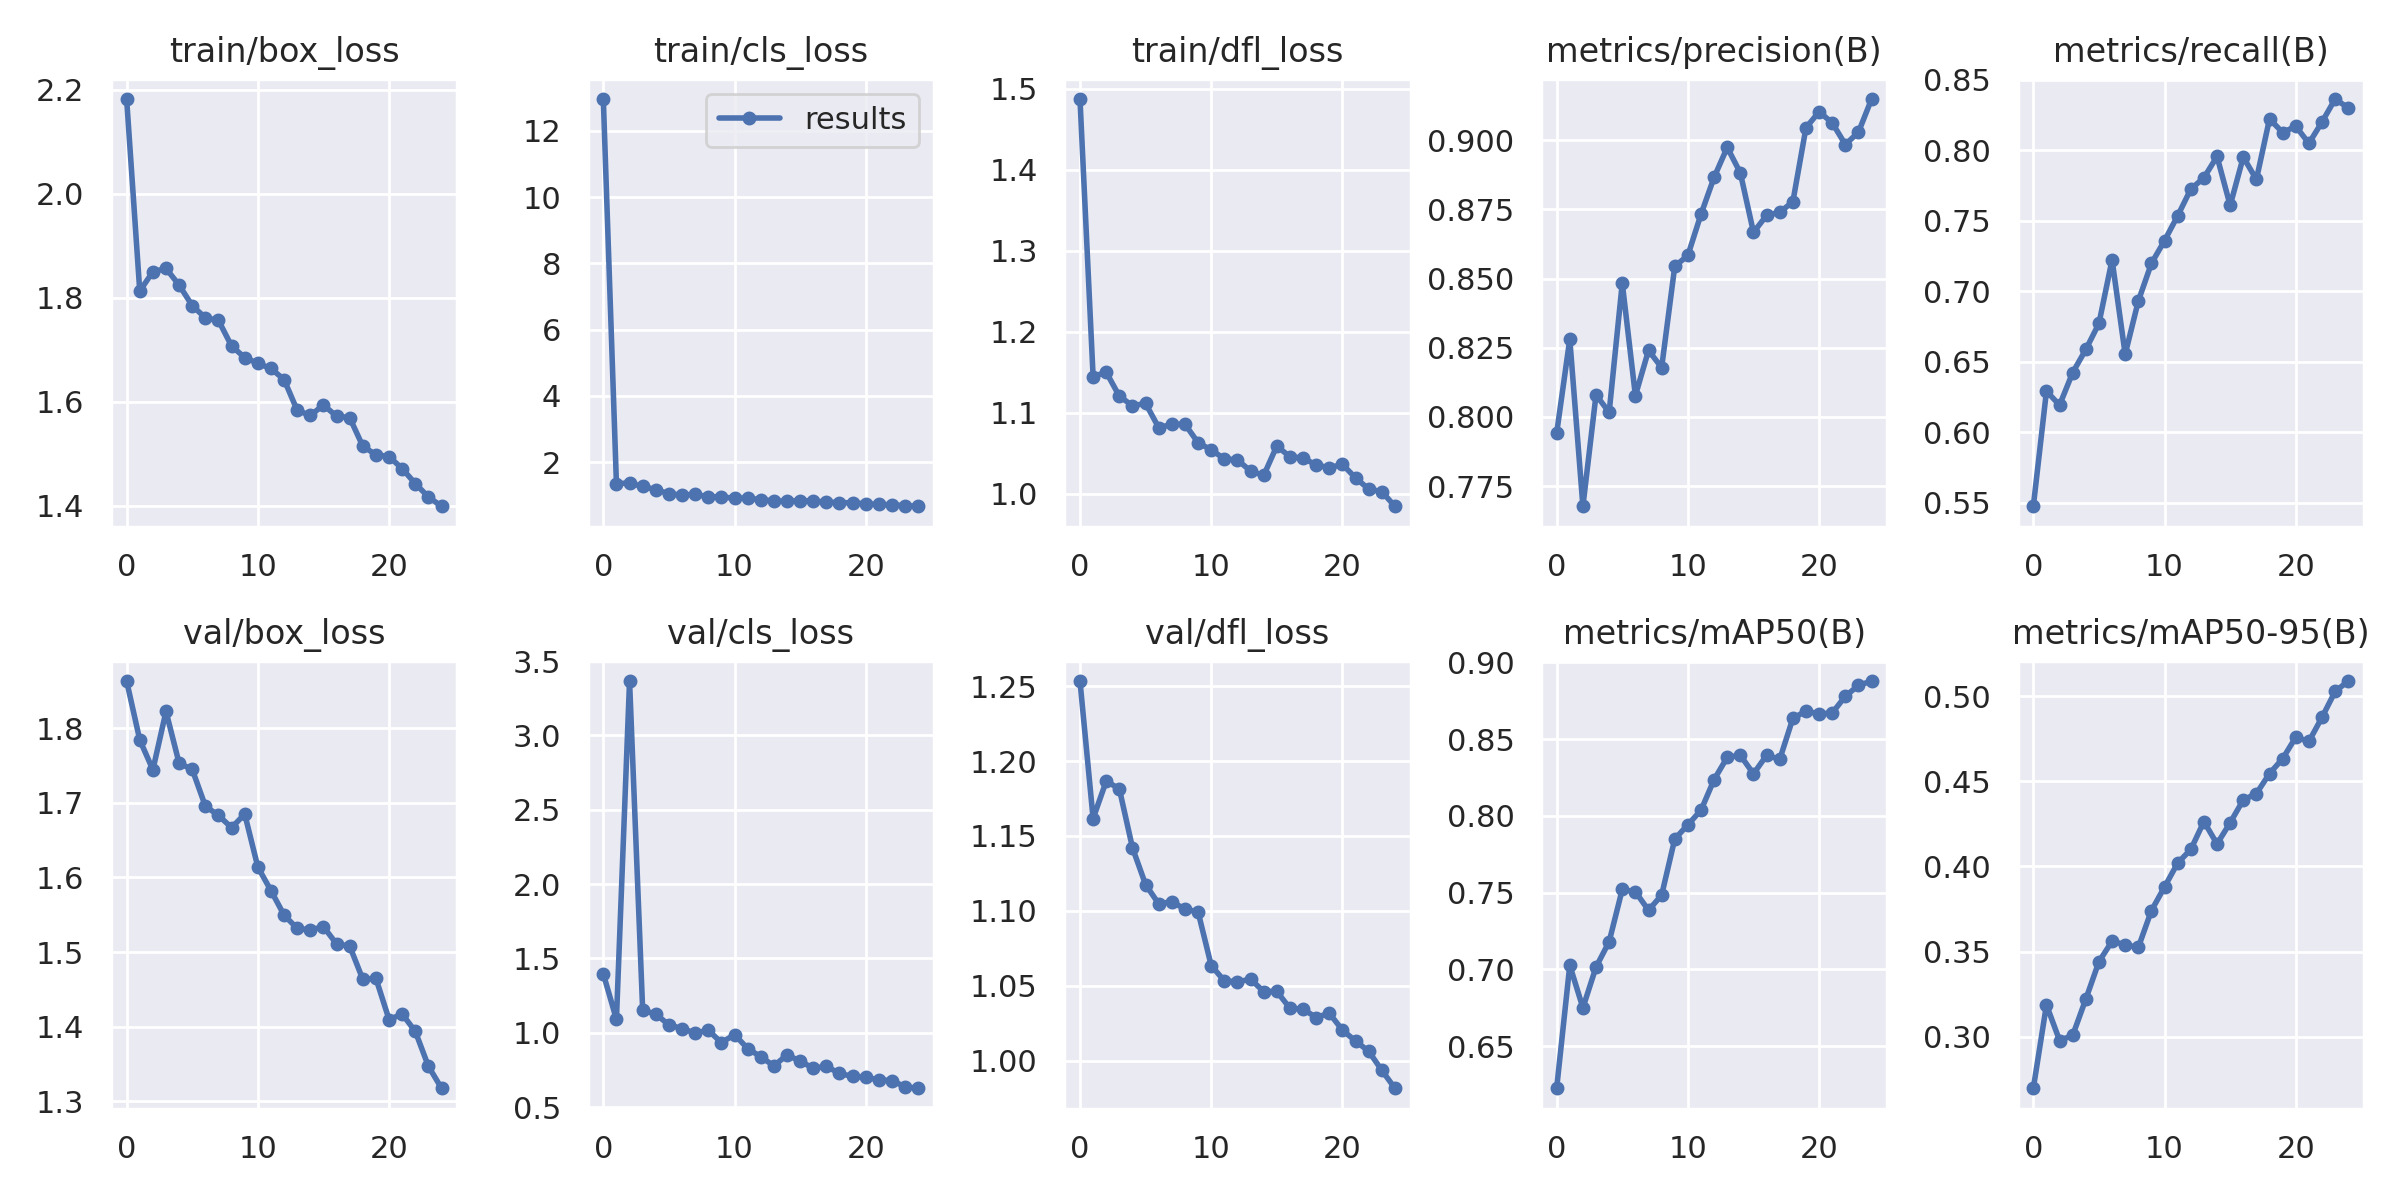 train/box_loss
2.2
2.0
1.8
1.6
1.4
0 10 20
train/cls_loss
results
12
10
8
6
4
2
0 10 20
train/dfl_loss
1.5
1.4
1.3
1.2
1.1
1.0
0 10 20
metrics/precision(B)
0.900
0.875
0.850
0.825
0.800
0.775
0 10 20
metrics/recall(B)
0.85
0.80
0.75
0.70
0.65
0.60
0.55
0 10 20
val/box_loss
1.8
1.7
1.6
1.5
1.4
1.3
0 10 20
val/cls_loss
3.5
3.0
2.5
2.0
1.5
1.0
0.5
0 10 20
val/dfl_loss
1.25
1.20
1.15
1.10
1.05
1.00
0 10 20
metrics/mAP50(B)
0.90
0.85
0.80
0.75
0.70
0.65
0 10 20
metrics/mAP50-95(B)
0.50
0.45
0.40
0.35
0.30
0 10 20